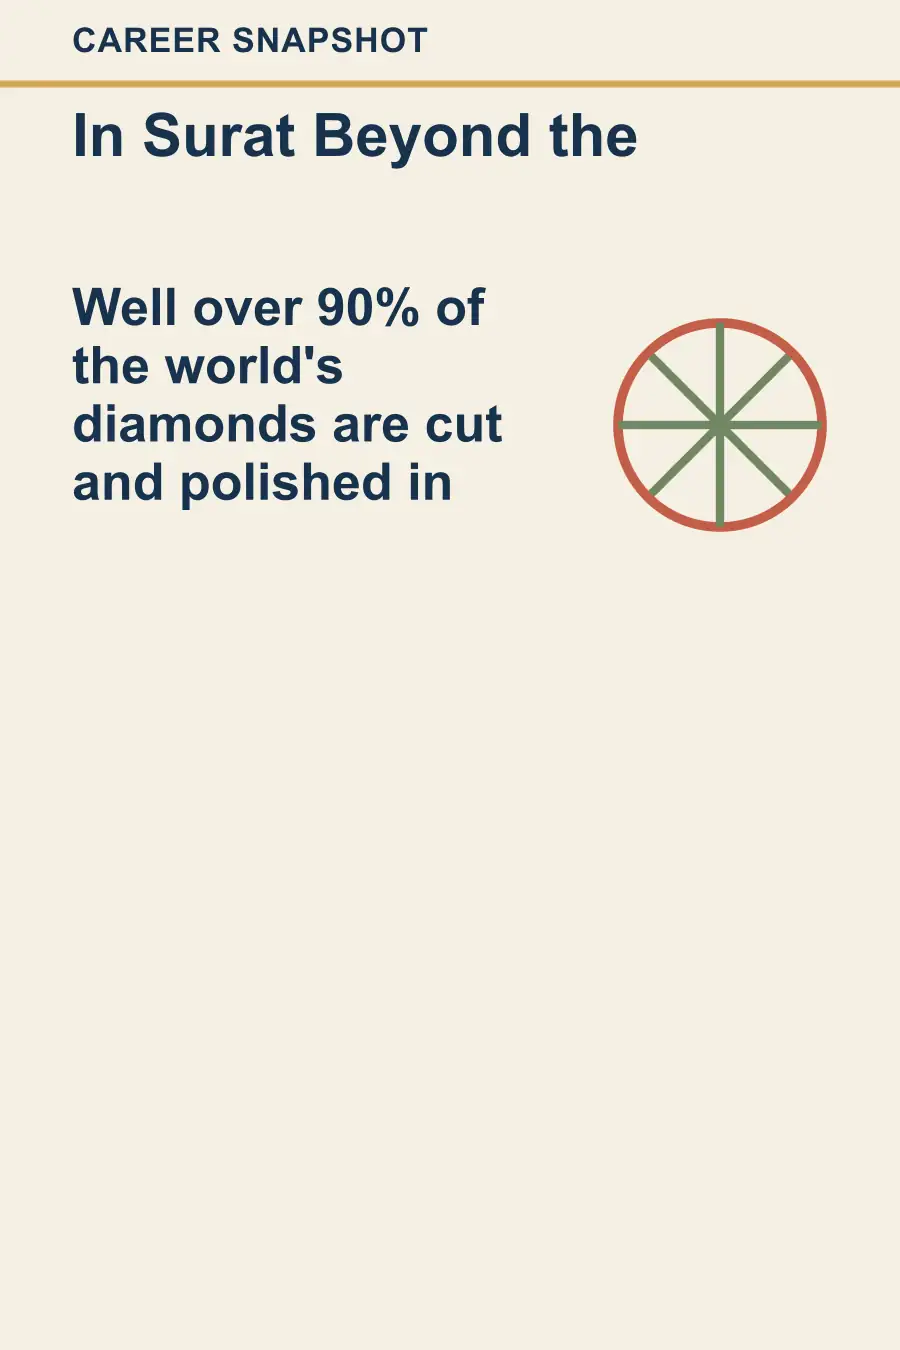 CAREER SNAPSHOT
In Surat Beyond the
Well over 90% of
the world's
diamonds are cut
and polished in